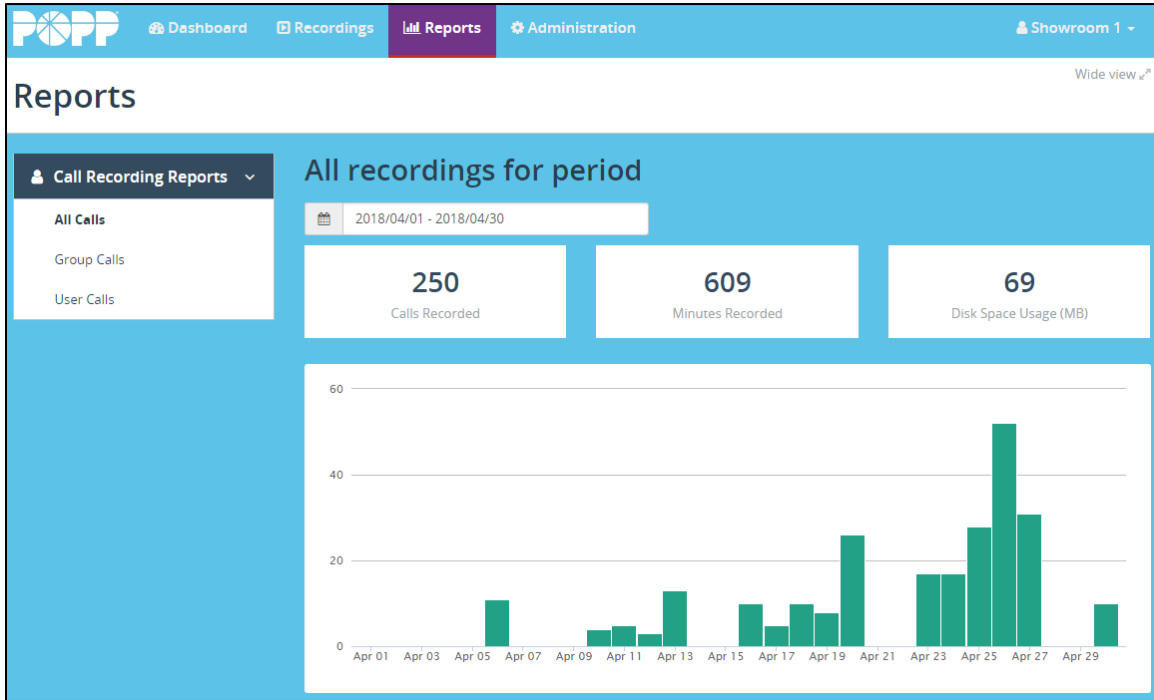 POPP Dashboard Recordings Reports Administration Showroom 1
Wide view
Reports
Call Recording Reports
All Calls
Group Calls
User Calls
All recordings for period
2018/04/01 - 2018/04/30
250 609 69
Calls Recorded Minutes Recorded Disk Space Usage (MB)
60
40
20
0
Apr 01 Apr 03 Apr 05 Apr 07 Apr 09 Apr 11 Apr 13 Apr 15 Apr 17 Apr 19 Apr 21 Apr 23 Apr 25 Apr 27 Apr 29